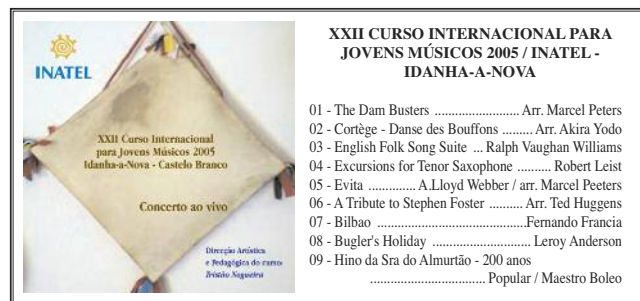 INATEL
XXII Curso Internacional
para Jovens Músicos 2005
Idanha-a-Nova - Castelo Branco
Concerto ao vivo
Direcção Artística
e Pedagógica do curso:
Tristão Nogueira
XXII CURSO INTERNACIONAL PARA
JOVENS MÚSICOS 2005 / INATEL -
IDANHA-A-NOVA
01 - The Dam Busters ........................... Arr. Marcel Peters
02 - Cortège - Danse des Bouffons ......... Arr. Akira Yodo
03 - English Folk Song Suite ... Ralph Vaughan Williams
04 - Excursions for Tenor Saxophone .......... Robert Leist
05 - Evita .............. A.Lloyd Webber / arr. Marcel Peeters
06 - A Tribute to Stephen Foster .......... Arr. Ted Huggens
07 - Bilbao ................................................Fernando Francia
08 - Bugler's Holiday ............................... Leroy Anderson
09 - Hino da Sra do Almurtão - 200 anos
..................................... Popular / Maestro Boleo